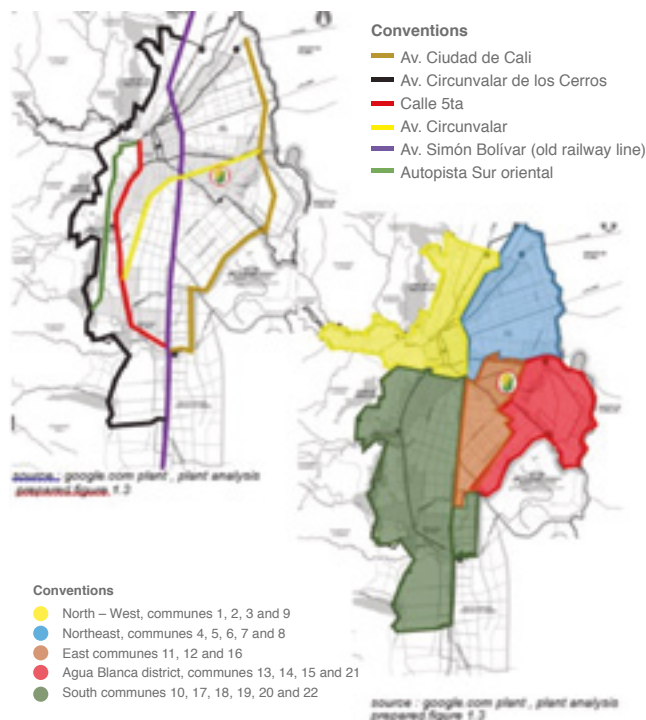 Conventions
Av. Ciudad de Cali
Av. Circunvalar de los Cerros
Calle 5ta
Av. Circunvalar
Av. Simón Bolívar (old railway line)
Autopista Sur oriental
source : google.com plant , plant analysis
prepared figure 1.3
Conventions
North – West, communes 1, 2, 3 and 9
Northeast, communes 4, 5, 6, 7 and 8
East communes 11, 12 and 16
Agua Blanca district, communes 13, 14, 15 and 21
South communes 10, 17, 18, 19, 20 and 22
source : google.com plant , plant analysis
prepared figure 1.3